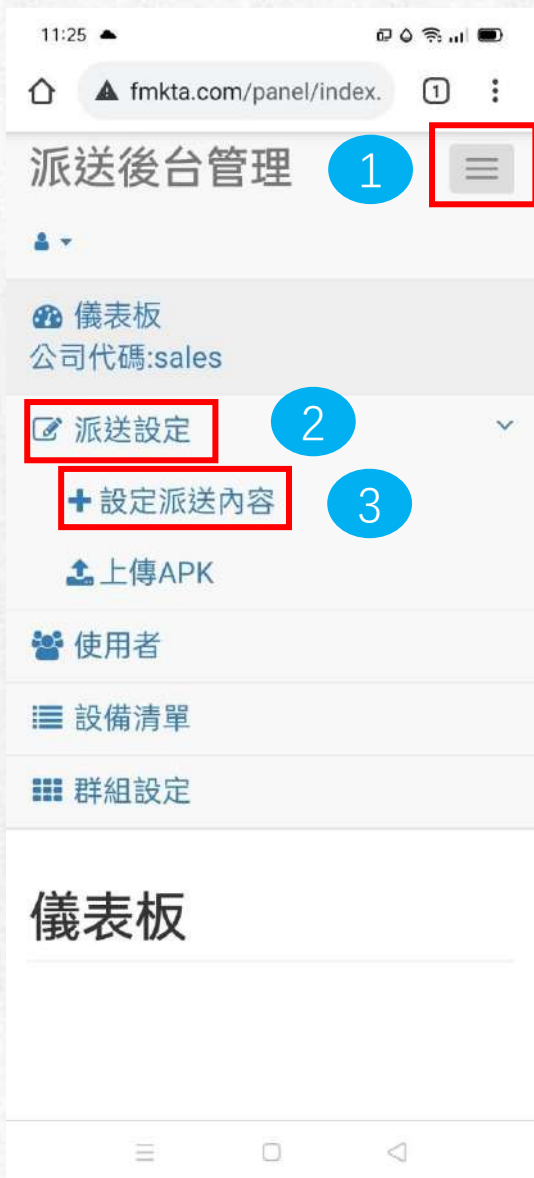 11:25
fmkta.com/panel/index.
1
派送後台管理
1
儀表板
公司代碼:sales
派送設定
2
設定派送內容
3
上傳APK
使用者
設備清單
群組設定
儀表板